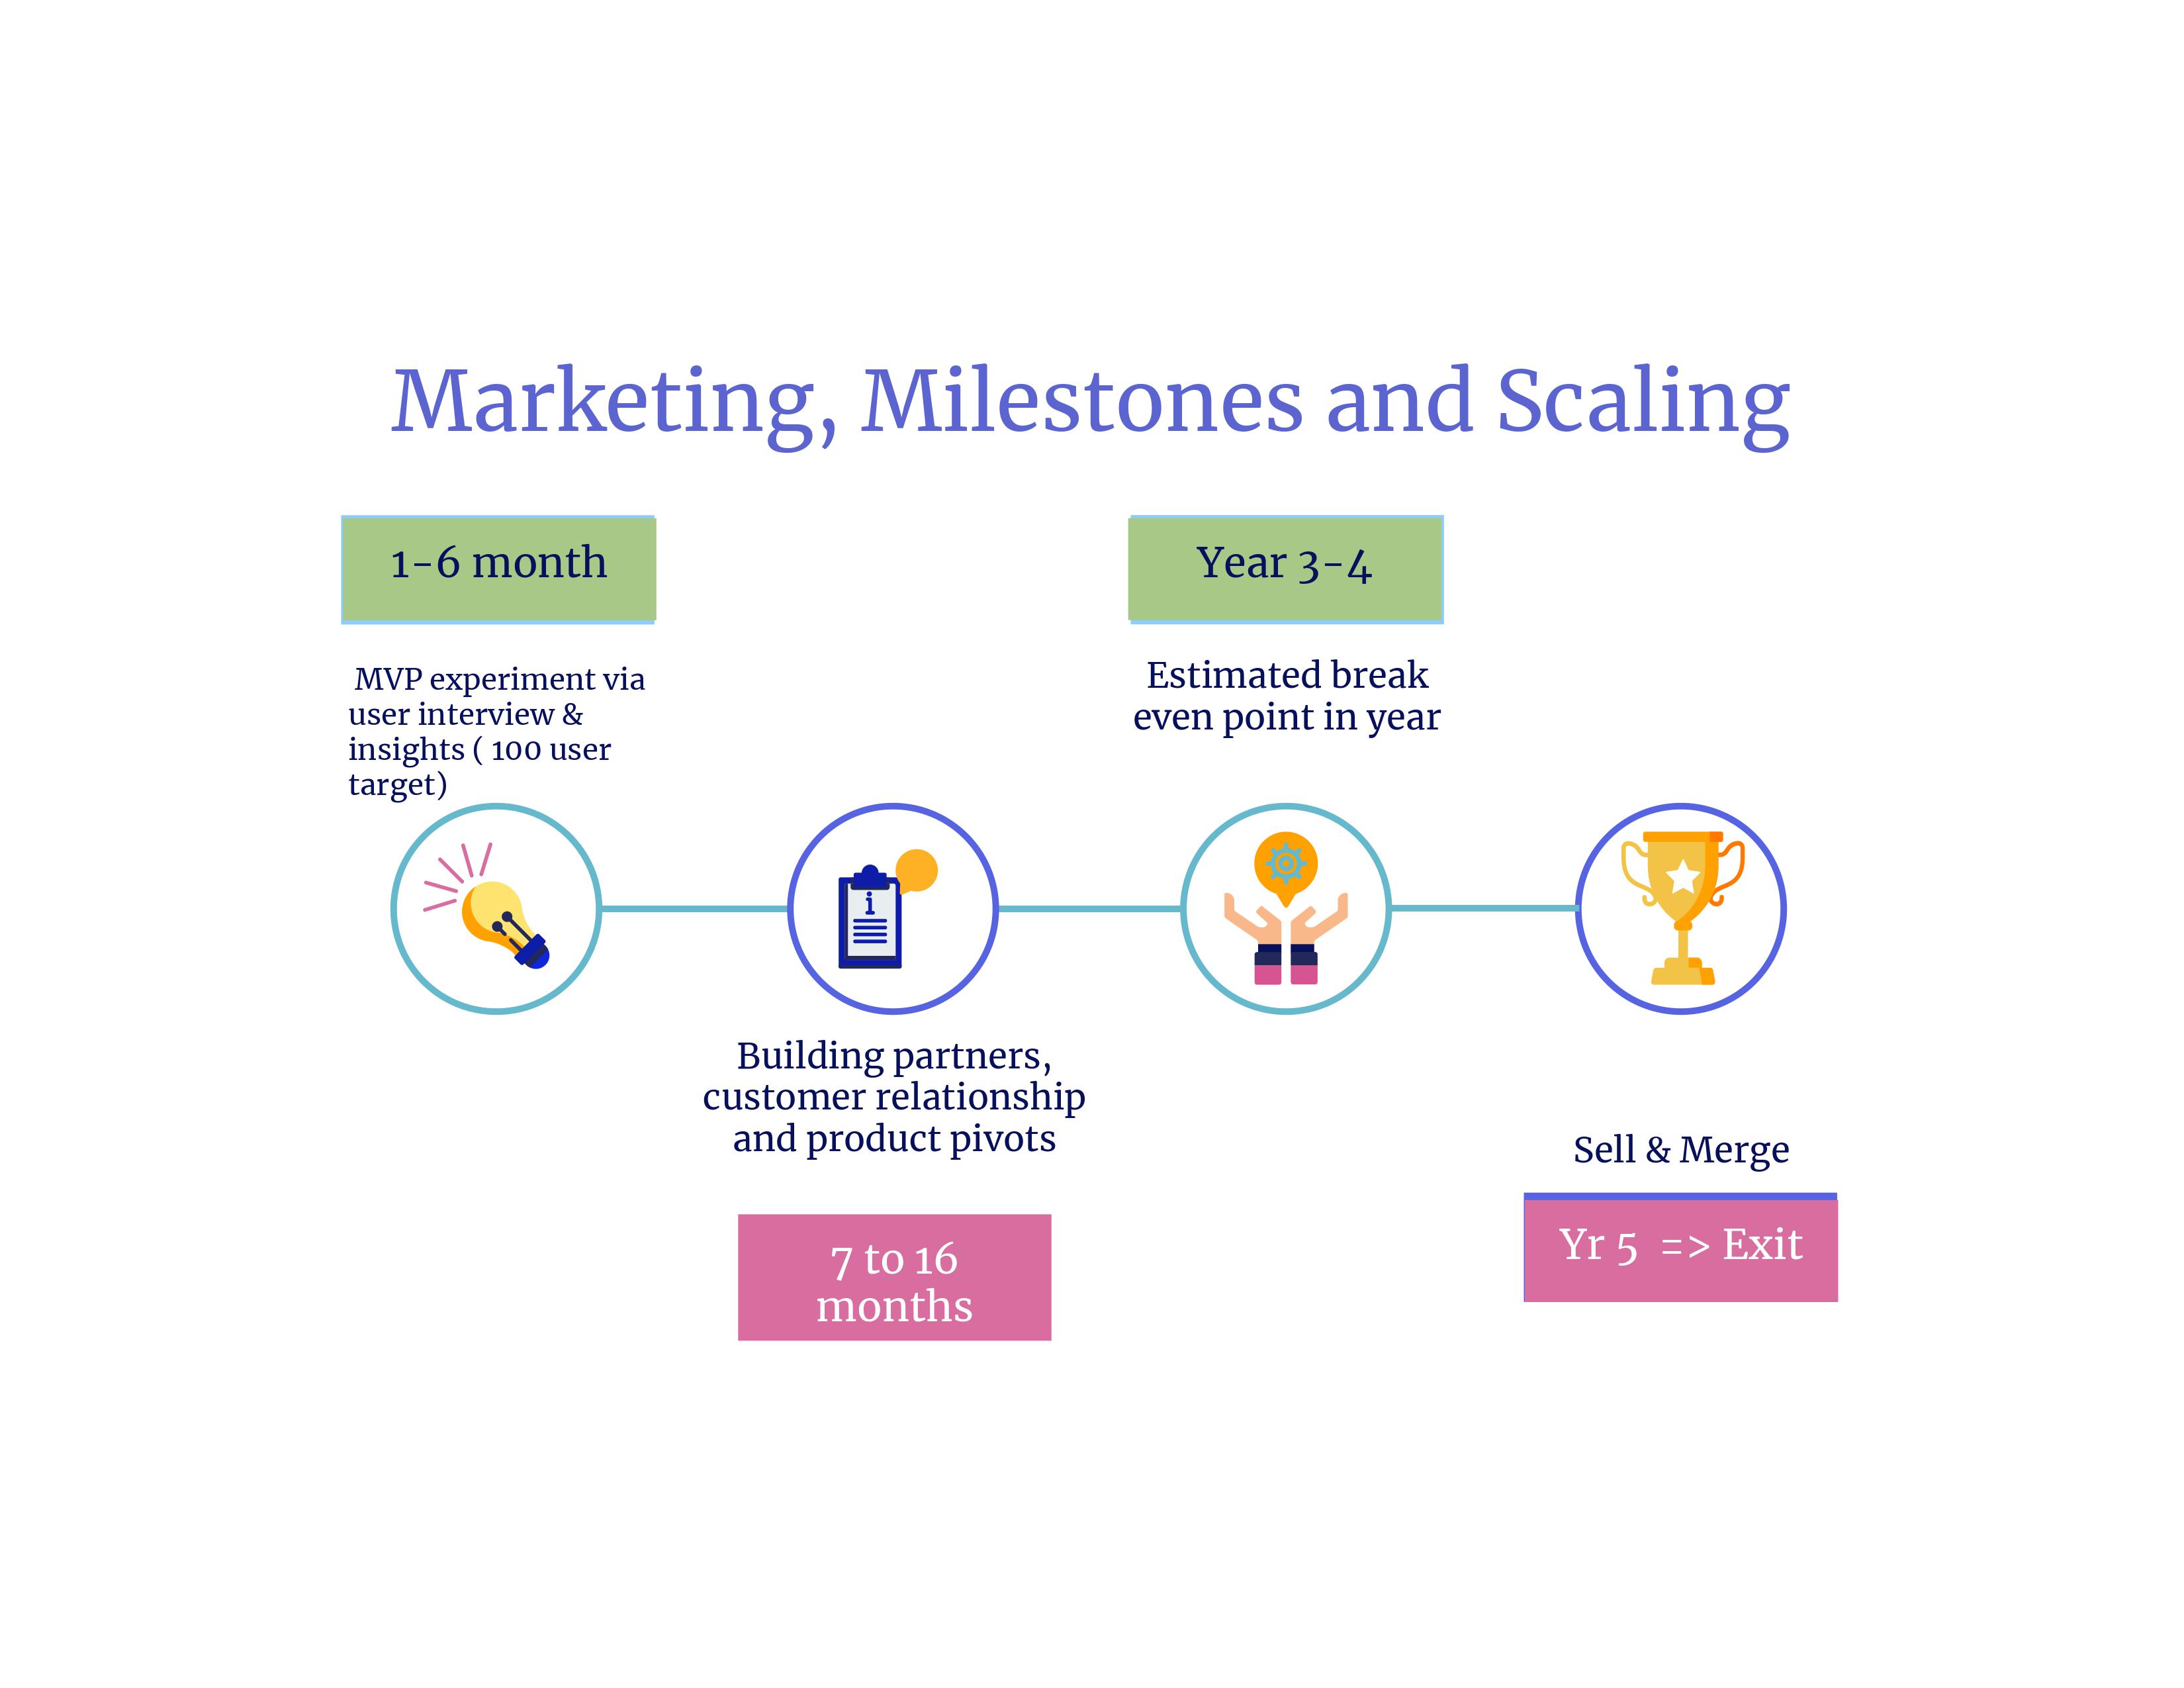 Marketing, Milestones and Scaling
1-6 month
MVP experiment via
user interview &
insights ( 100 user
target)
Building partners,
customer relationship
and product pivots
7 to 16
months
Year 3-4
Estimated break
even point in year
Sell & Merge
Yr 5 => Exit
i